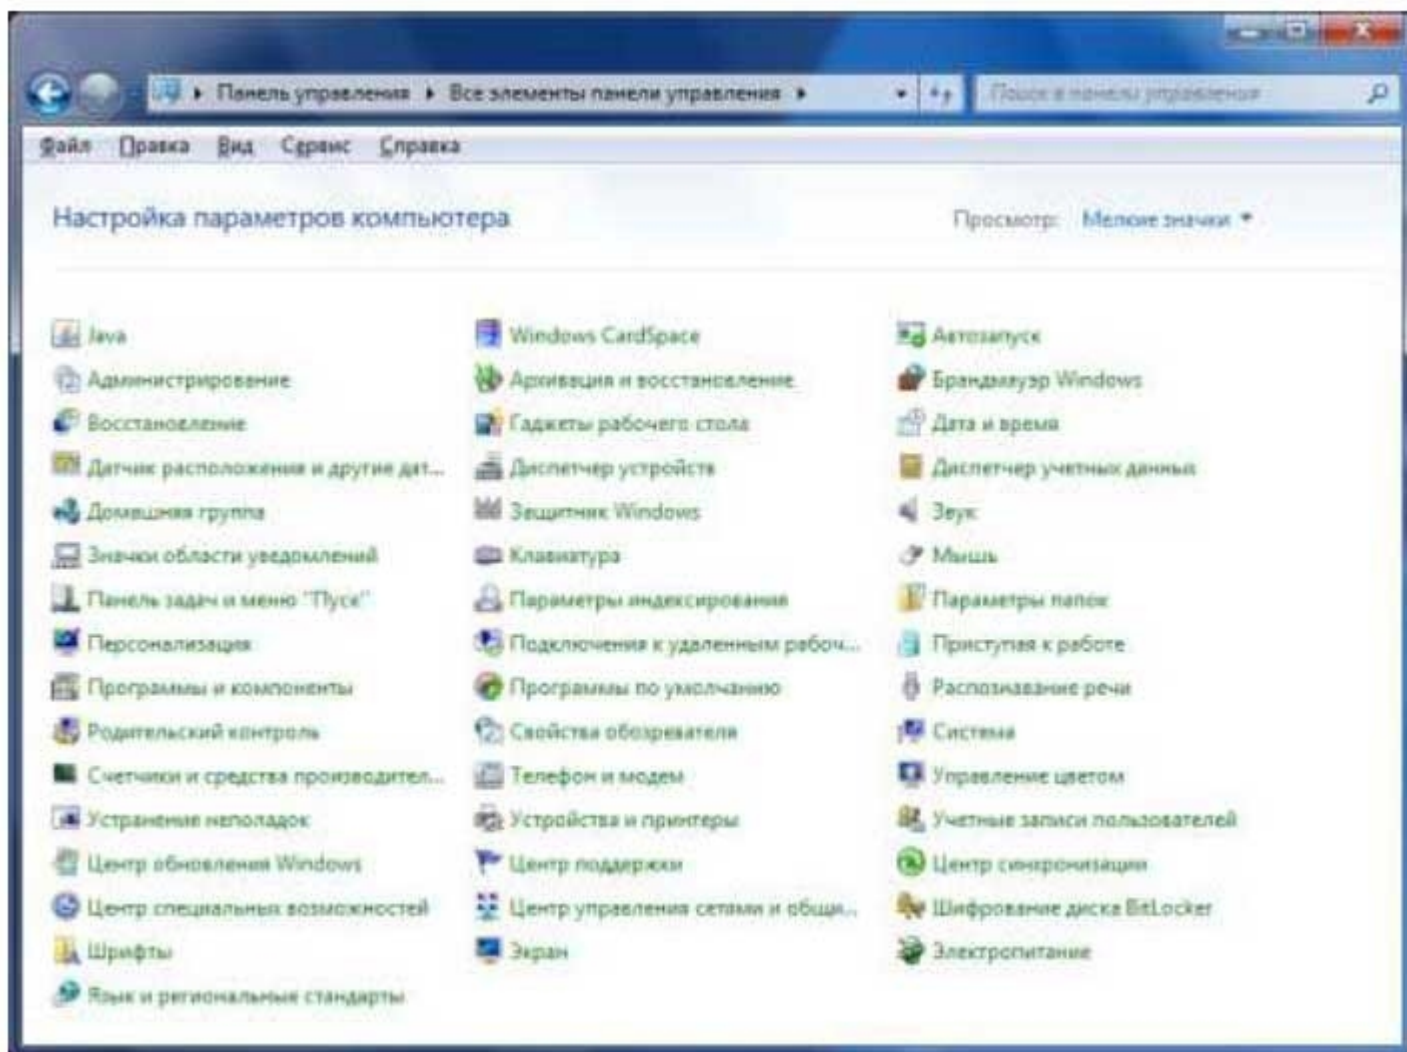 Панель управления Все элементы панели управления Поиск в панели управления
Файл Правка Вид Сервис Справка
Настройка параметров компьютера Просмотр: Мелкие значки
Java Windows CardSpace Автозапуск
Администрирование Архивация и восстановление Брандмауэр Windows
Восстановление Гаджеты рабочего стола Дата и время
Датчик расположения и другие дат... Диспетчер устройств Диспетчер учетных данных
Домашняя группа Защитник Windows Звук
Значки области уведомлений Клавиатура Мышь
Панель задач и меню "Пуск" Параметры индексирования Параметры папок
Персонализация Подключения к удаленным рабоч... Приступая к работе
Программы и компоненты Программы по умолчанию Распознавание речи
Родительский контроль Свойства обозревателя Система
Счетчики и средства производител... Телефон и модем Управление цветом
Устранение неполадок Устройства и принтеры Учетные записи пользователей
Центр обновления Windows Центр поддержки Центр синхронизации
Центр специальных возможностей Центр управления сетями и общи... Шифрование диска BitLocker
Шрифты Экран Электропитание
Язык и региональные стандарты